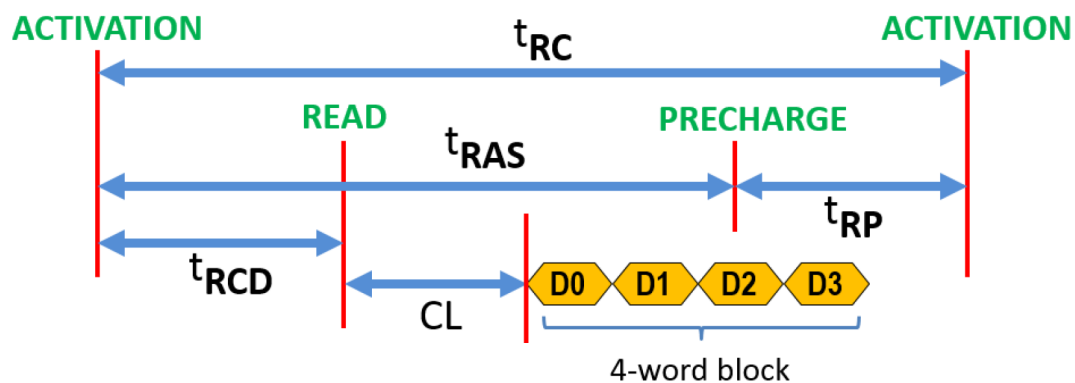 ACTIVATION
tRC
ACTIVATION
READ
PRECHARGE
tRAS
tRP
tRCD
CL
D0 D1 D2 D3
4-word block